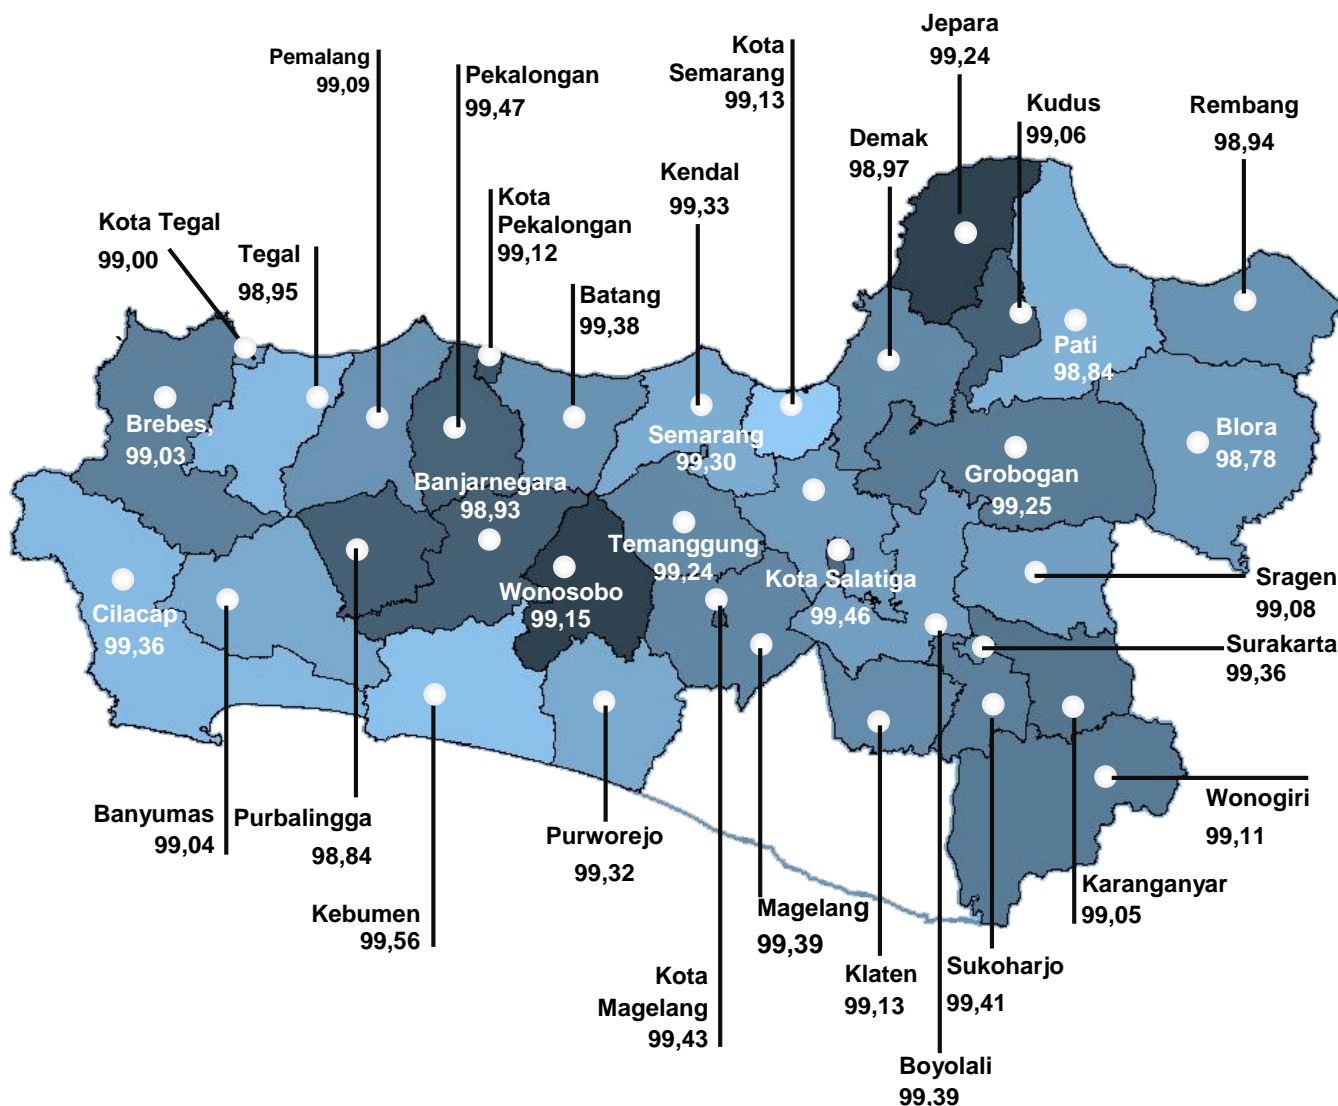 Jepara
99,24
Kota
Semarang
99,13
Pemalang
99,09
Pekalongan
99,47
Kudus
99,06
Rembang
98,94
Demak
98,97
Kendal
99,33
Kota
Pekalongan
99,12
Kota Tegal
99,00
Tegal
98,95
Batang
99,38
Pati
98,84
Brebes,
99,03
Semarang
99,30
Blora
98,78
Grobogan
99,25
Banjarnegara
98,93
Temanggung
99,24
Kota Salatiga
99,46
Wonosobo
99,15
Cilacap
99,36
Sragen
99,08
Surakarta
99,36
Wonogiri
99,11
Banyumas
99,04
Purbalingga
98,84
Purworejo
99,32
Kebumen
99,56
Karanganyar
99,05
Magelang
99,39
Klaten
99,13
Sukoharjo
99,41
Kota
Magelang
99,43
Boyolali
99,39